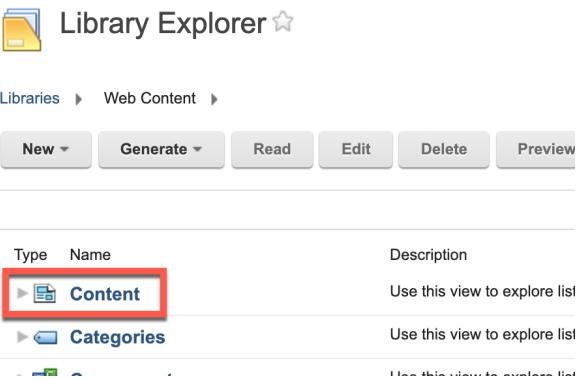 Library Explorer
Libraries Web Content
New Generate Read Edit Delete Preview
Type Name Description
Content Use this view to explore list
Categories Use this view to explore list